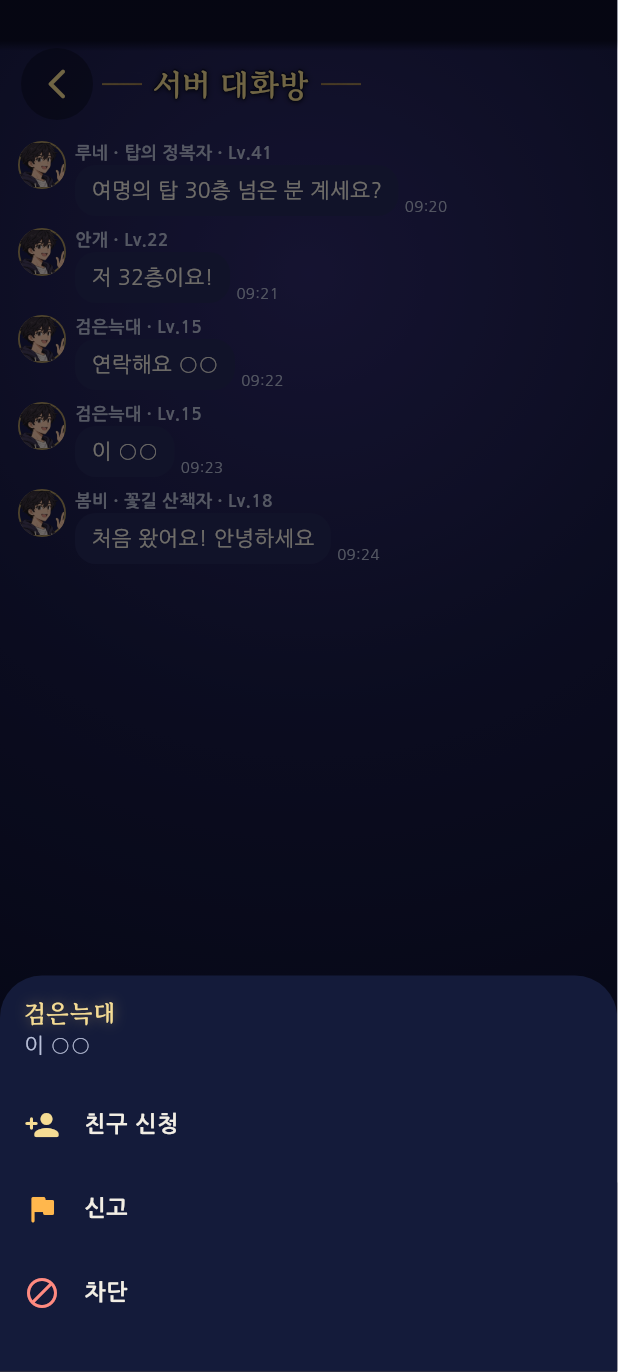 서버 대화방
루네 · 탑의 정복자 · Lv.41
여명의 탑 30층 넘은 분 계세요?
09:20
안개 · Lv.22
저 32층이요!
09:21
검은늑대 · Lv.15
연락해요 ○○
09:22
검은늑대 · Lv.15
이 ○○
09:23
봄비 · 꽃길 산책자 · Lv.18
처음 왔어요! 안녕하세요
09:24
검은늑대
이 ○○
친구 신청
신고
차단